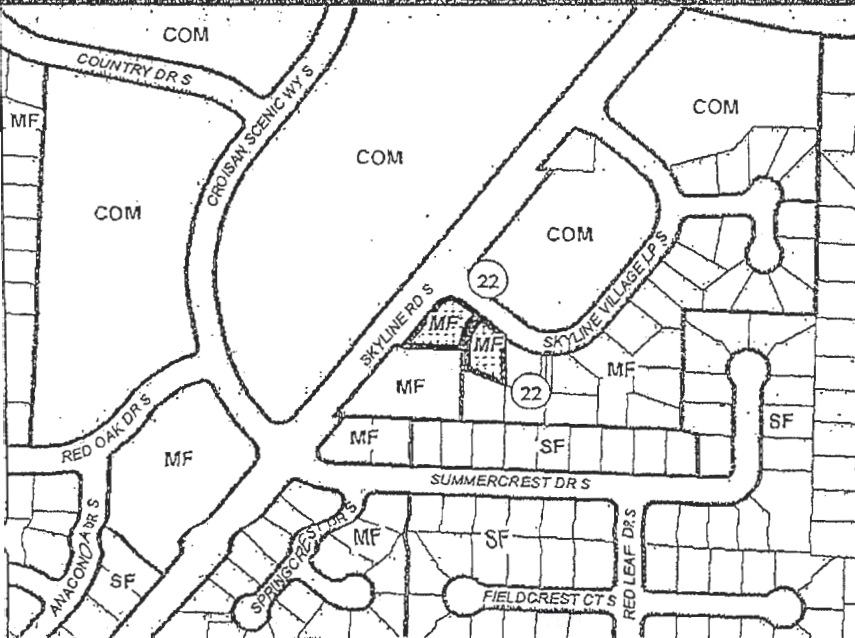 COM
COUNTRY DR S
CROISAN SCENIC WY S
MF
COM
COM
COM
COM
22
SKYLINE RD S
SKYLINE VILLAGE LP S
MF
MF
MF
MF
22
MF
SF
SF
RED OAK DR S
MF
SUMMERCREST DR S
ANACONDA DR S
SF
SPRINGCREST DR S
MF
SF
RED LEAF DR S
FIELDCREST CT S